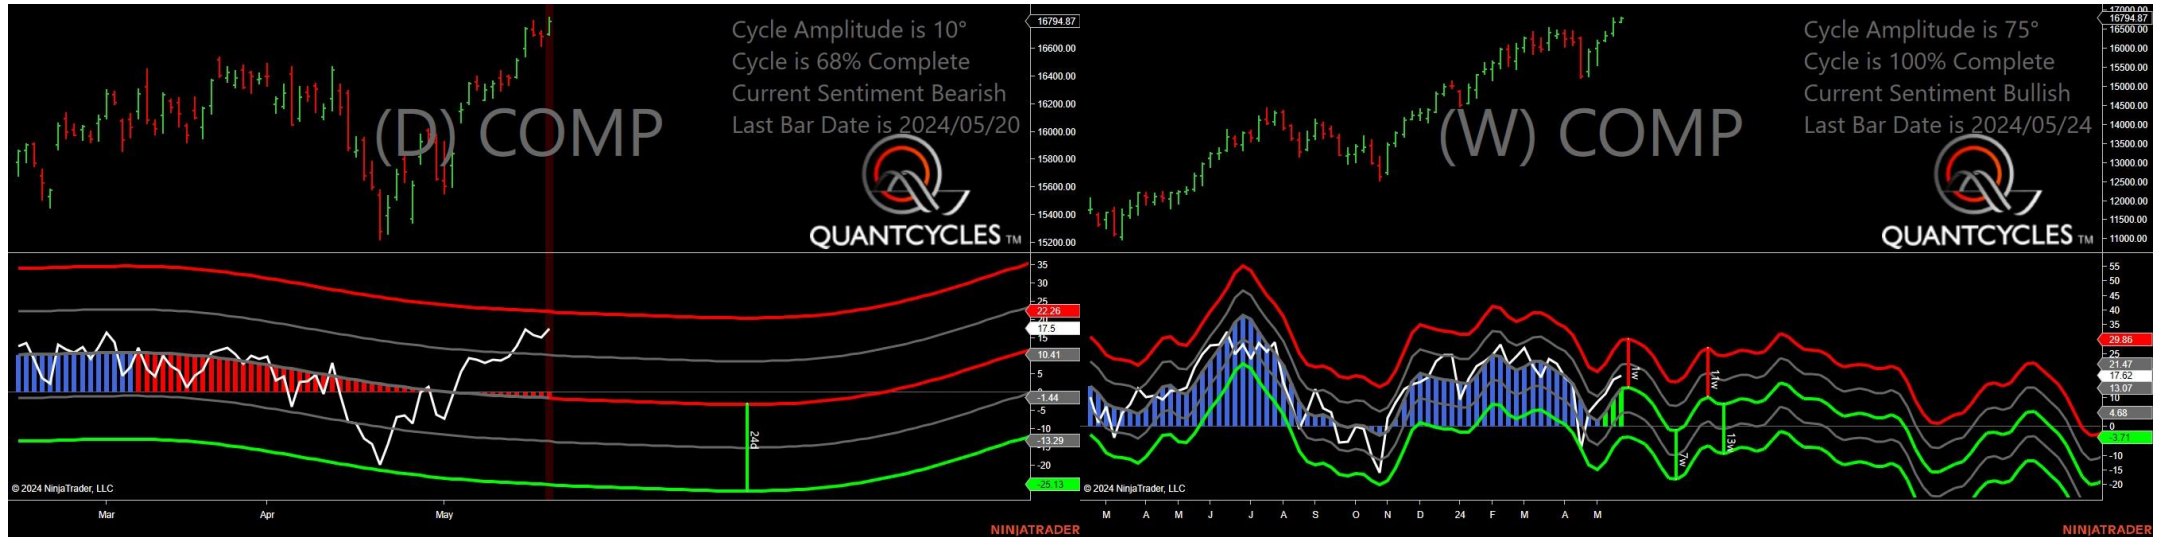 Cycle Amplitude is 10°
Cycle is 68% Complete
Current Sentiment Bearish
Last Bar Date is 2024/05/20
(D) COMP
QUANTCYCLES TM
16794.87
16600.00
16400.00
16200.00
16000.00
15800.00
15600.00
15400.00
15200.00
35
30
25
22.26
17.5
15
10.41
5
0
-1.44
-5
-10
-13.29
-20
-25.13
24d
© 2024 NinjaTrader, LLC
Mar Apr May
NINJATRADER
Cycle Amplitude is 75°
Cycle is 100% Complete
Current Sentiment Bullish
Last Bar Date is 2024/05/24
(W) COMP
QUANTCYCLES TM
17000.00
16794.87
16500.00
16000.00
15500.00
15000.00
14500.00
14000.00
13500.00
13000.00
12500.00
12000.00
11500.00
11000.00
55
50
45
40
35
29.86
25
21.47
17.62
13.07
10
4.68
0
-3.71
-10
-15
-20
1w
11w
7w
13w
© 2024 NinjaTrader, LLC
M A M J J A S O N D 24 F M A M
NINJATRADER